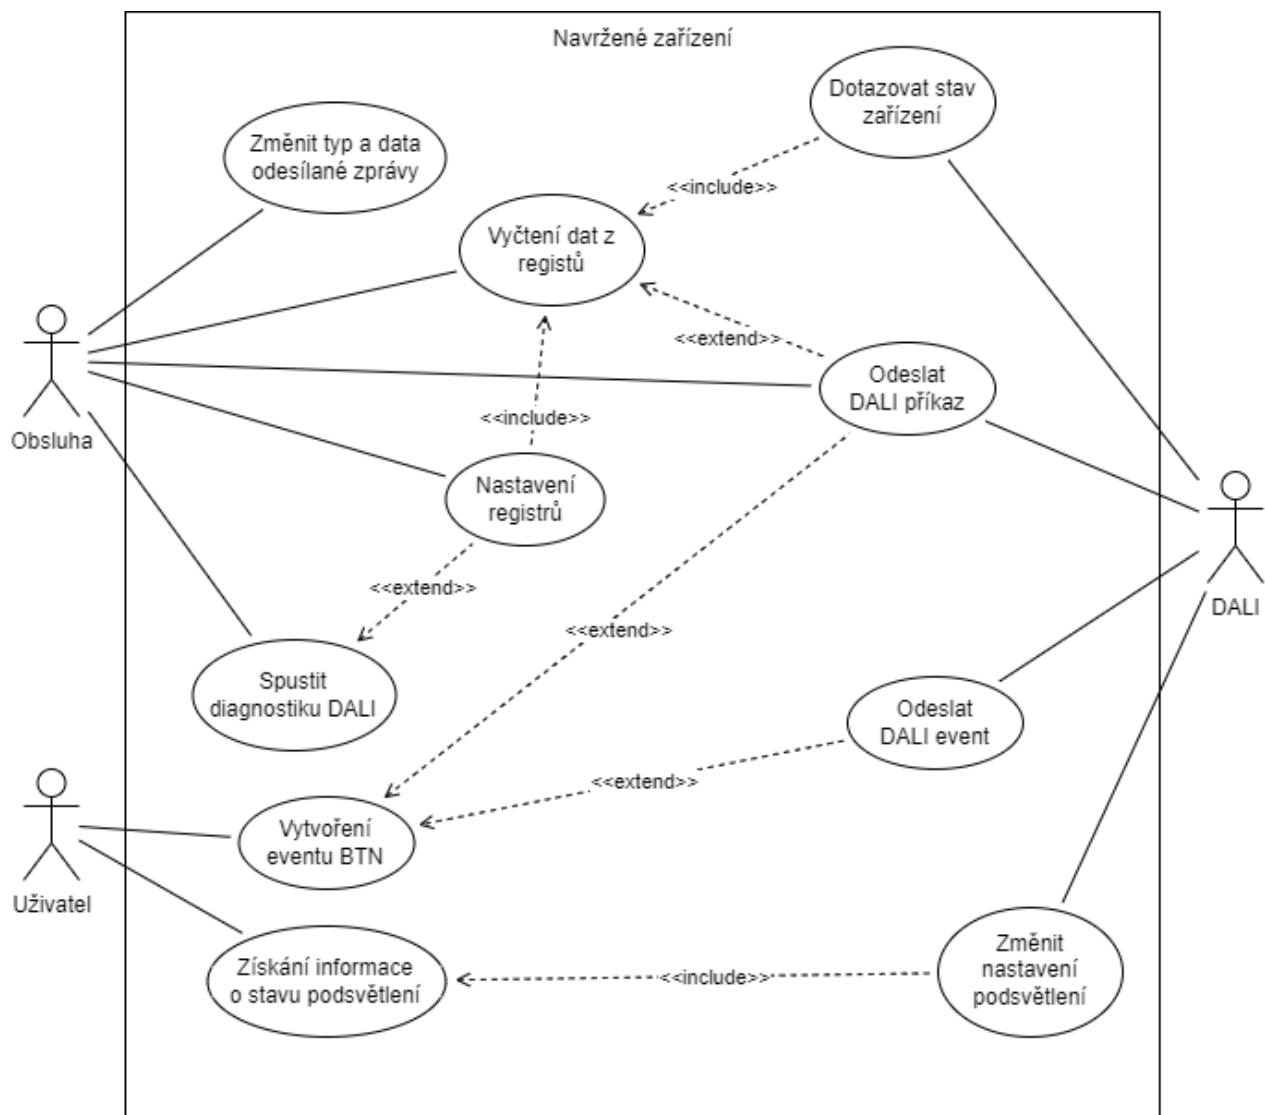 Navržené zařízení
Dotazovat stav
zařízení
Změnit typ a data
odesílané zprávy
<<include>>
Vyčtení dat z
registů
<<extend>>
Odeslat
DALI příkaz
Obsluha
<<include>>
Nastavení
registrů
<<extend>>
DALI
<<extend>>
Spustit
diagnostiku DALI
Odeslat
DALI event
<<extend>>
Vytvoření
eventu BTN
Uživatel
Změnit
nastavení
podsvětlení
Získání informace
o stavu podsvětlení
<<include>>